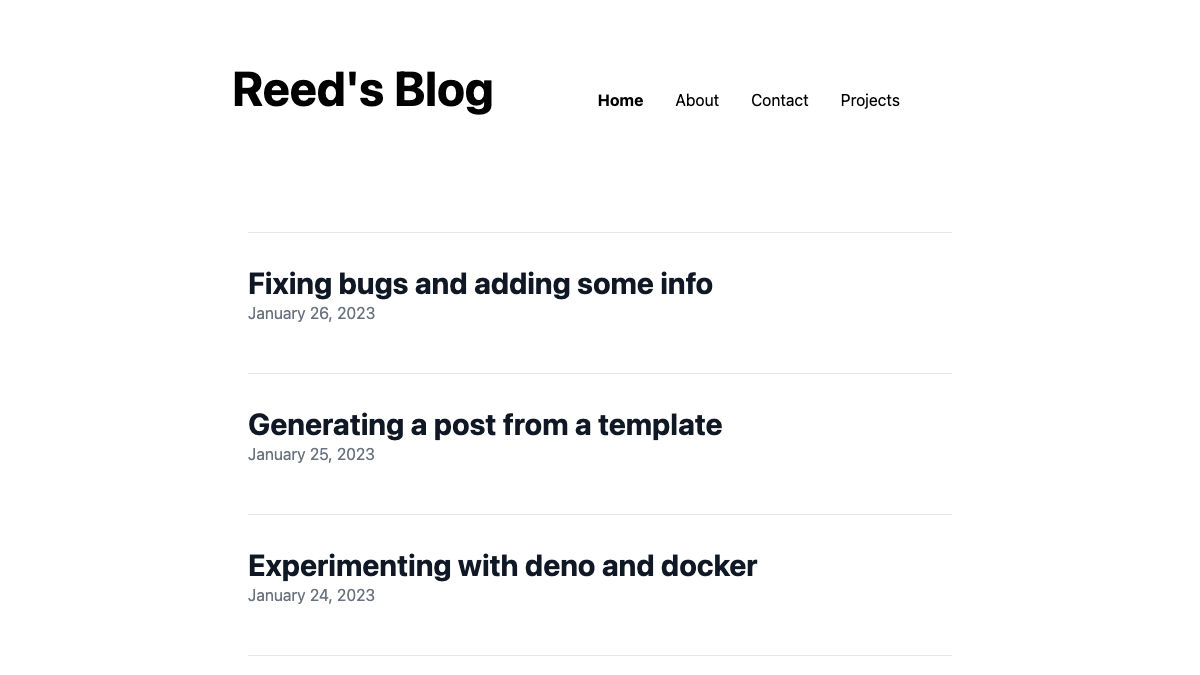 Reed's Blog
Home About Contact Projects
Fixing bugs and adding some info
January 26, 2023
Generating a post from a template
January 25, 2023
Experimenting with deno and docker
January 24, 2023